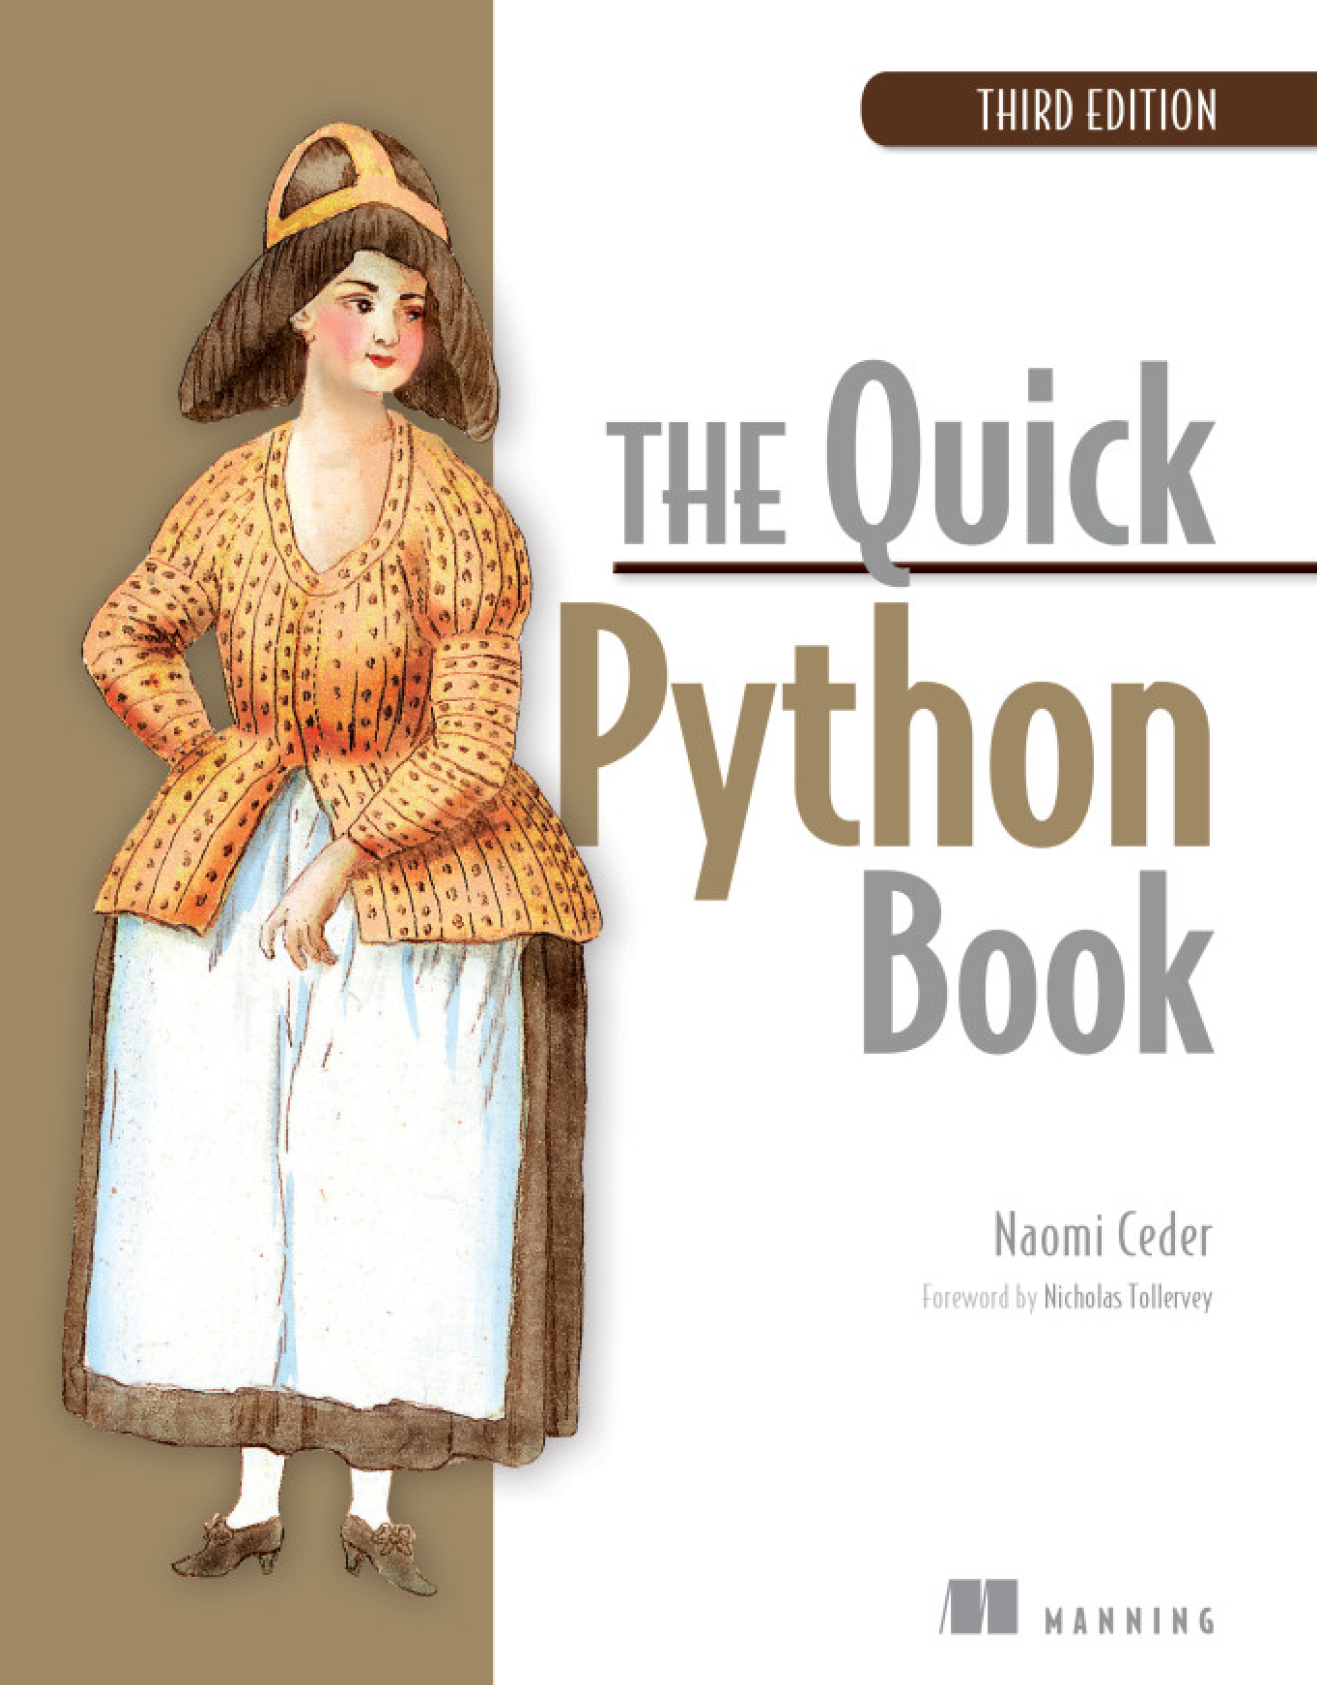 THIRD EDITION
THE Quick
Python
Book
Naomi Ceder
Foreword by Nicholas Tollervey
MANNING